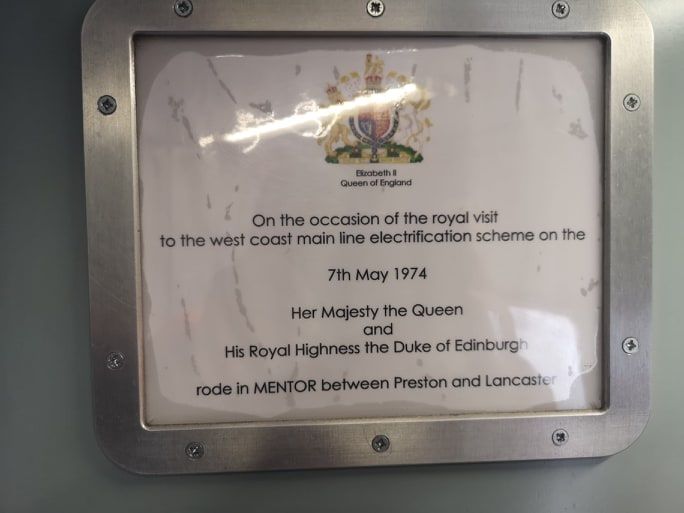 Elizabeth II
Queen of England
On the occasion of the royal visit
to the west coast main line electrification scheme on the
7th May 1974
Her Majesty the Queen
and
His Royal Highness the Duke of Edinburgh
rode in MENTOR between Preston and Lancaster